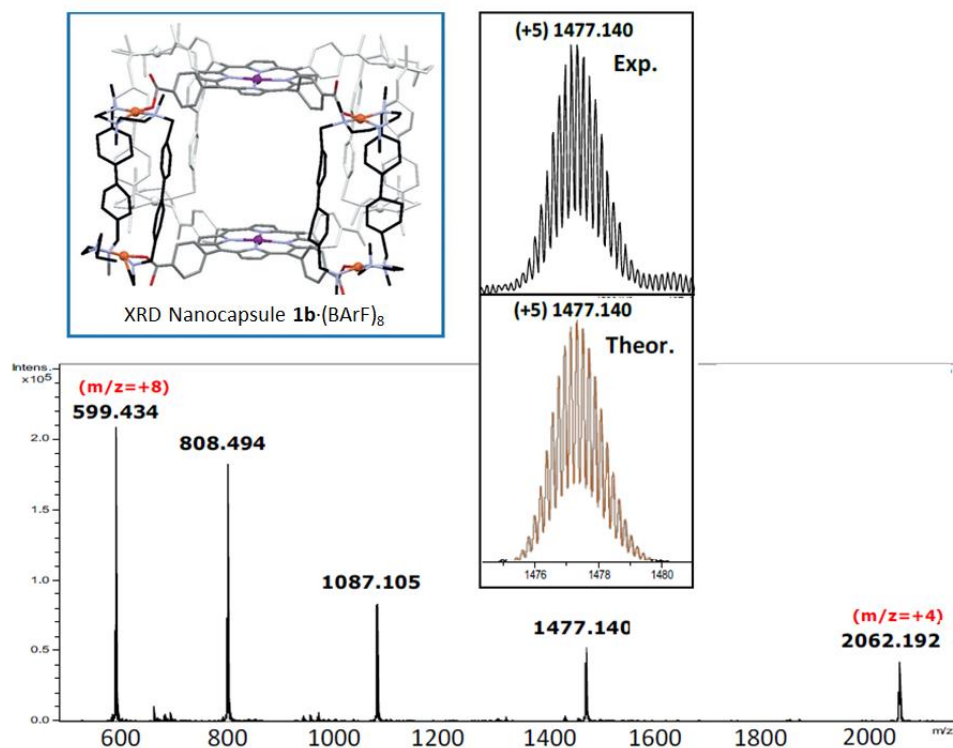 XRD Nanocapsule 1b·(BArF)₈
(+5) 1477.140
Exp.
(+5) 1477.140
Theor.
1476 1478 1480
Intens.
x10⁵
(m/z=+8)
599.434
808.494
1087.105
1477.140
(m/z=+4)
2062.192
2.0
1.5
1.0
0.5
0.0
600 800 1000 1200 1400 1600 1800 2000 m/z